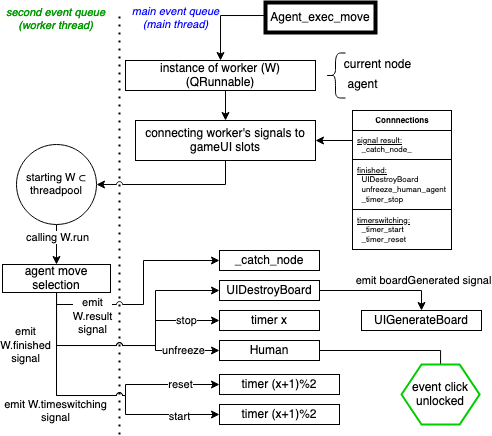 second event queue
(worker thread)
main event queue
(main thread)
Agent_exec_move
instance of worker (W)
(QRunnable)
current node
agent
connecting worker's signals to
gameUI slots
Connnections
signal result:
_catch_node_
finished:
UIDestroyBoard
unfreeze_human_agent
_timer_stop
timerswitching:
_timer_start
_timer_reset
starting W ⊂
threadpool
calling W.run
agent move
selection
emit
W.result
signal
_catch_node
UIDestroyBoard
emit boardGenerated signal
UIGenerateBoard
emit
W.finished
signal
stop
timer x
unfreeze
Human
event click
unlocked
emit W.timeswitching
signal
reset
timer (x+1)%2
start
timer (x+1)%2